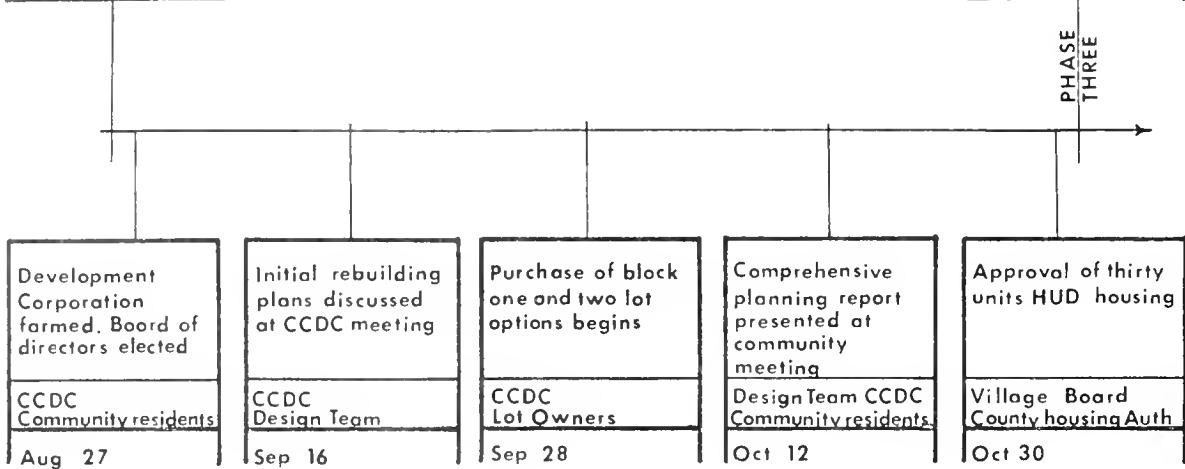 PHASE
THREE
Development
Corporation
farmed. Board of
directors elected
CCDC
Community residents
Aug 27
Initial rebuilding
plans discussed
at CCDC meeting
CCDC
Design Team
Sep 16
Purchase of block
one and two lot
options begins
CCDC
Lot Owners
Sep 28
Comprehensive
planning report
presented at
community
meeting
Design Team CCDC
Community residents
Oct 12
Approval of thirty
units HUD housing
Village Board
County housing Auth
Oct 30